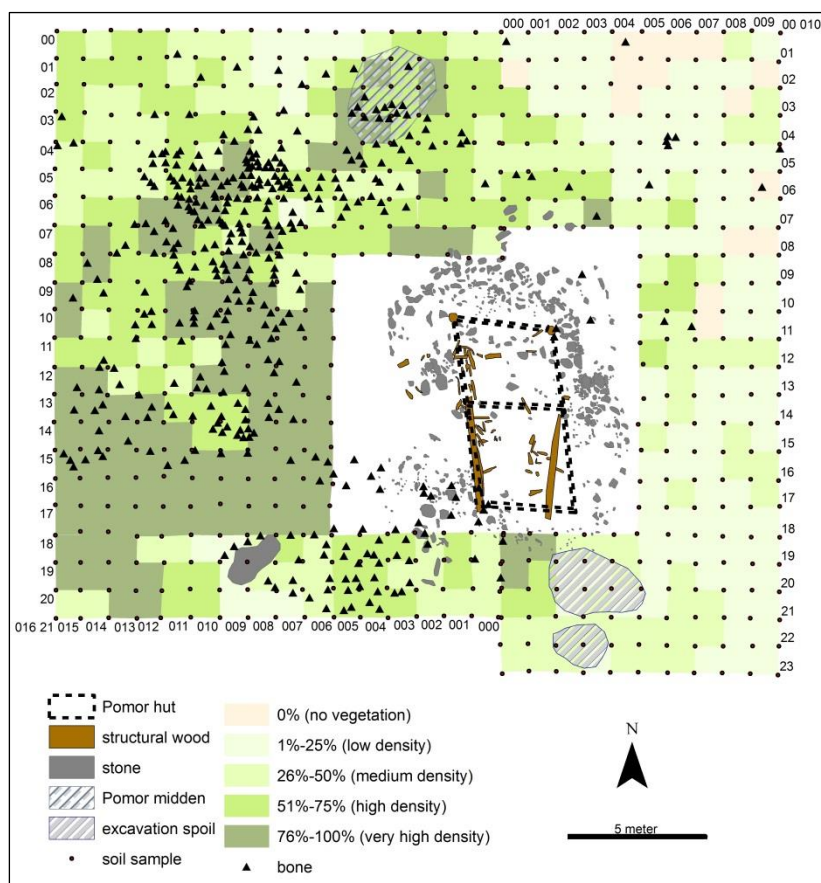 000 001 002 003 004 005 006 007 008 009 00 010
00
01
02
03
04
05
06
07
08
09
10
11
12
13
14
15
16
17
18
19
20
01
02
03
04
05
06
07
08
09
10
11
12
13
14
15
16
17
18
19
20
21
22
23
016 21 015 014 013 012 011 010 009 008 007 006 005 004 003 002 001 000
Pomor hut
structural wood
stone
Pomor midden
excavation spoil
soil sample
0% (no vegetation)
1%-25% (low density)
26%-50% (medium density)
51%-75% (high density)
76%-100% (very high density)
bone
N
5 meter